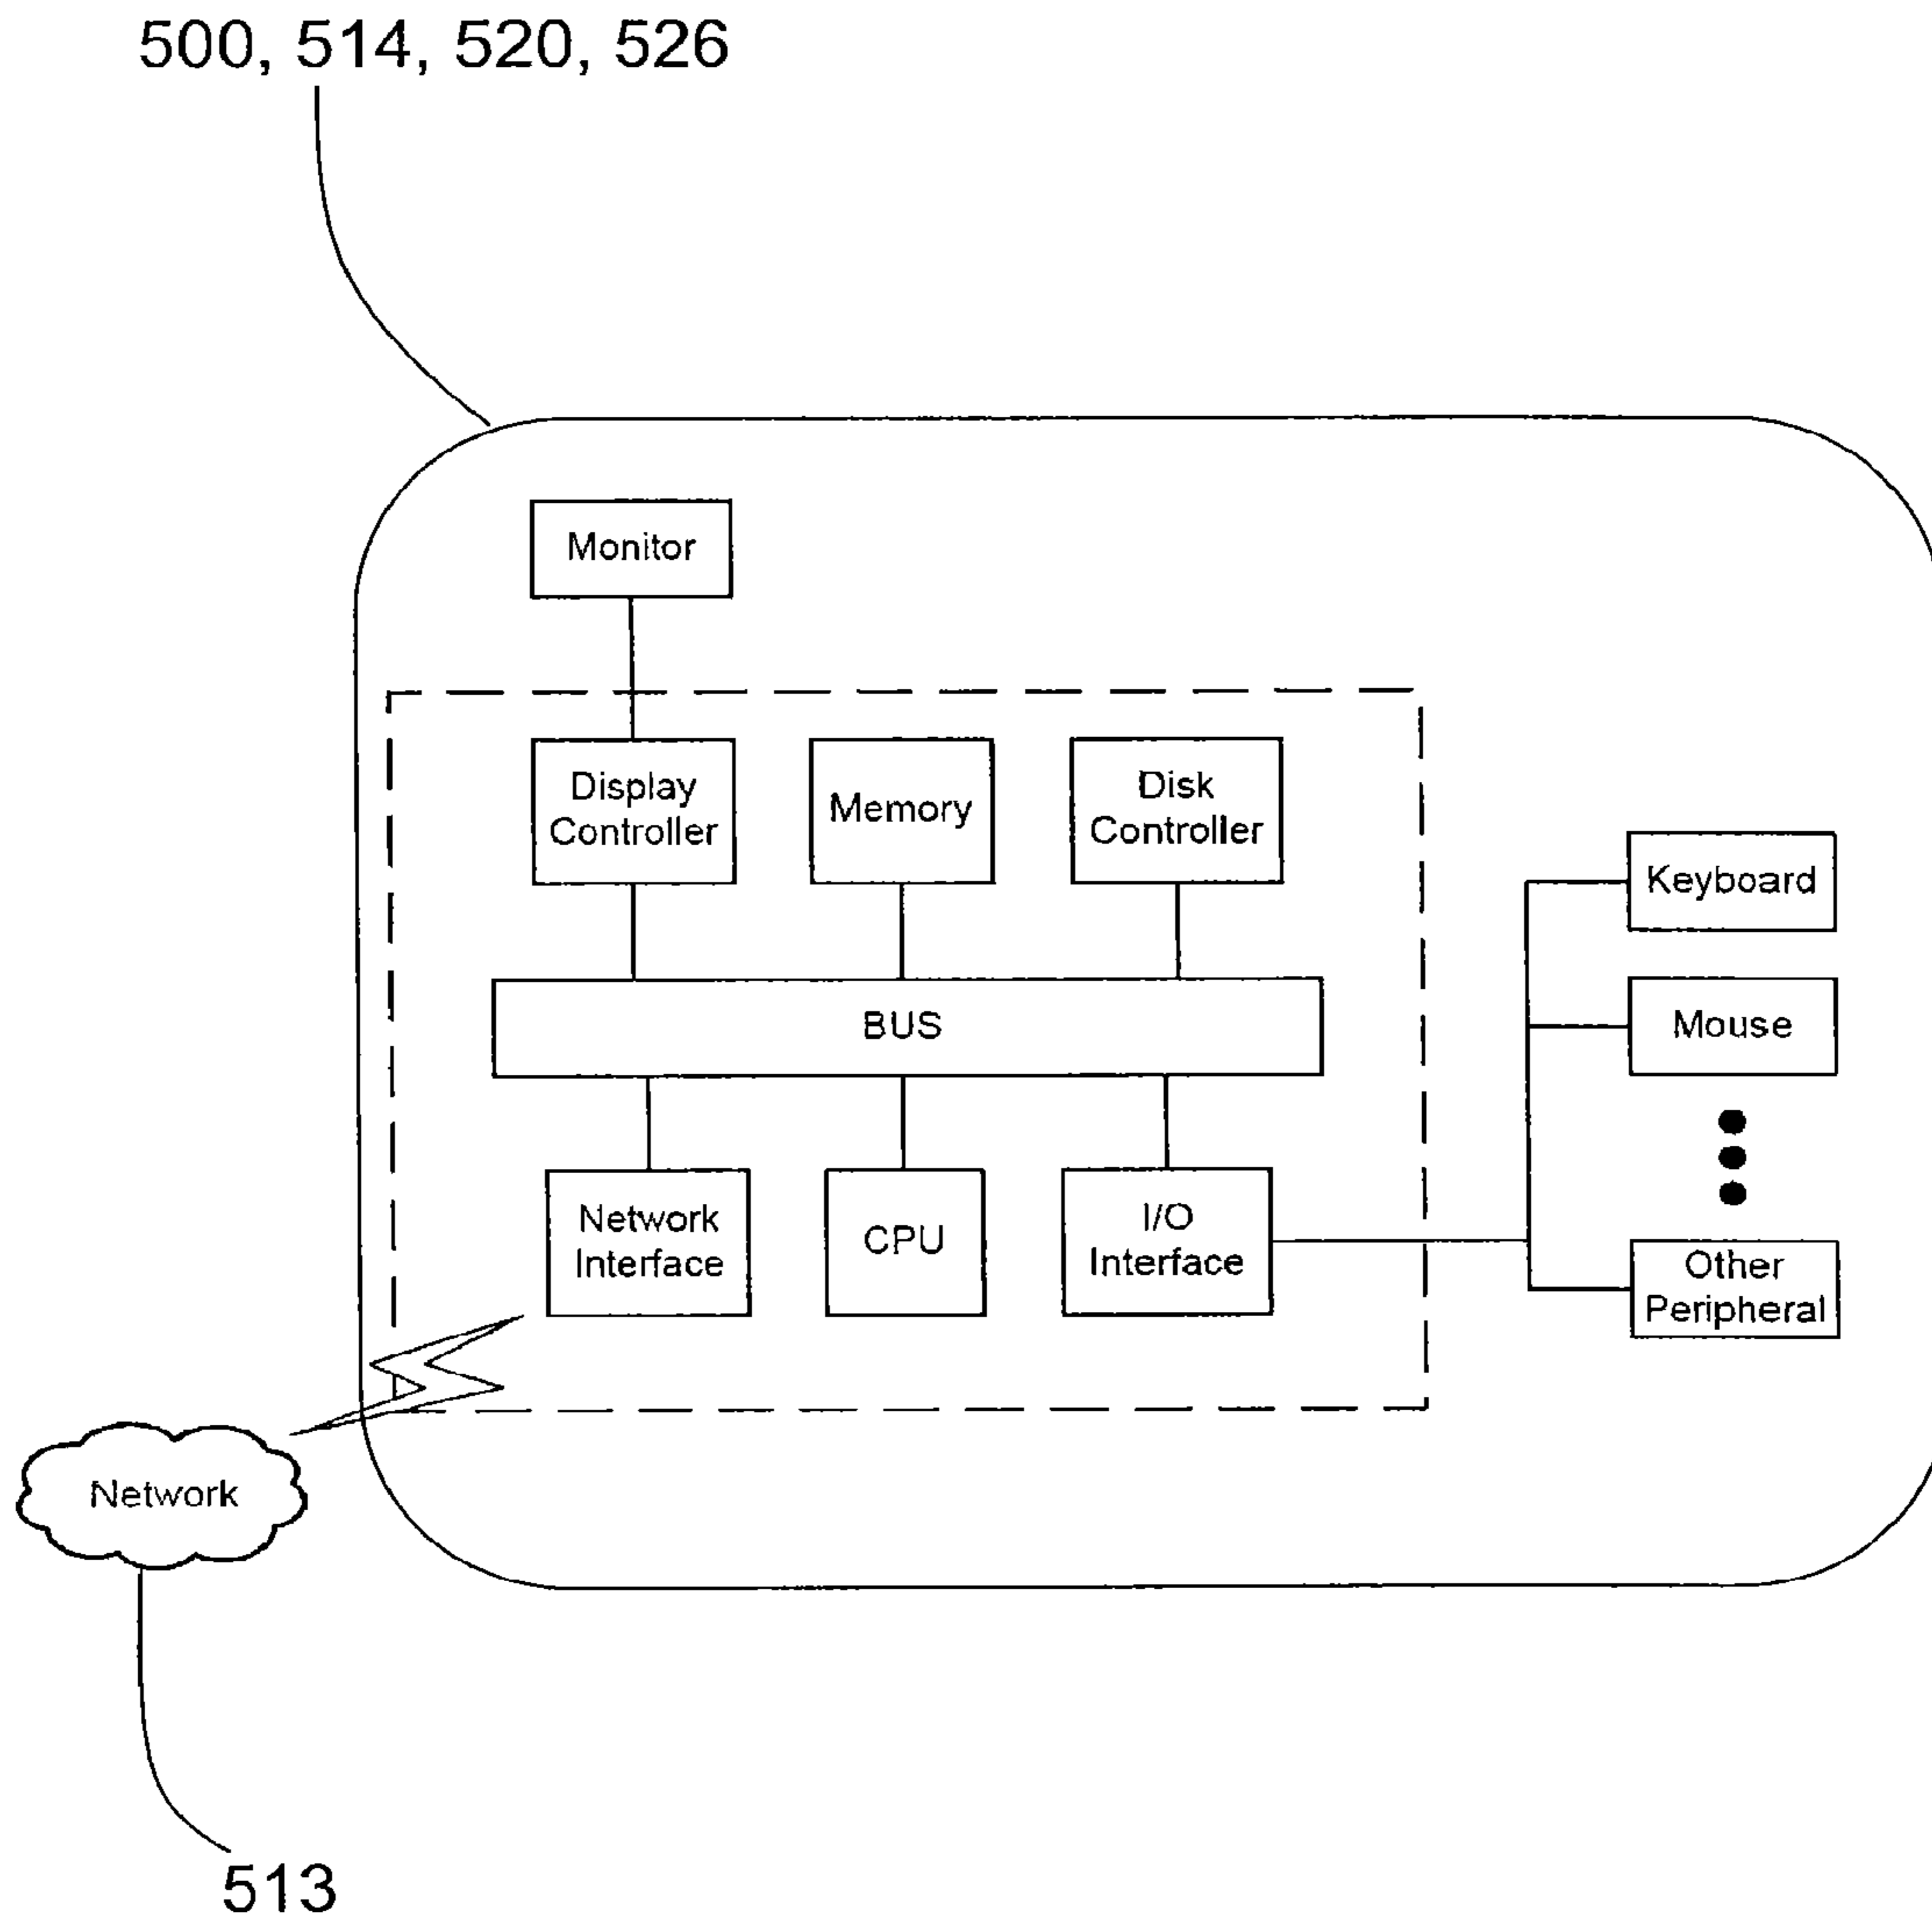 500, 514, 520, 526
Monitor
Display
Controller
Memory
Disk
Controller
Keyboard
BUS
Mouse
Network
Interface
CPU
I/O
Interface
Other
Peripheral
Network
513